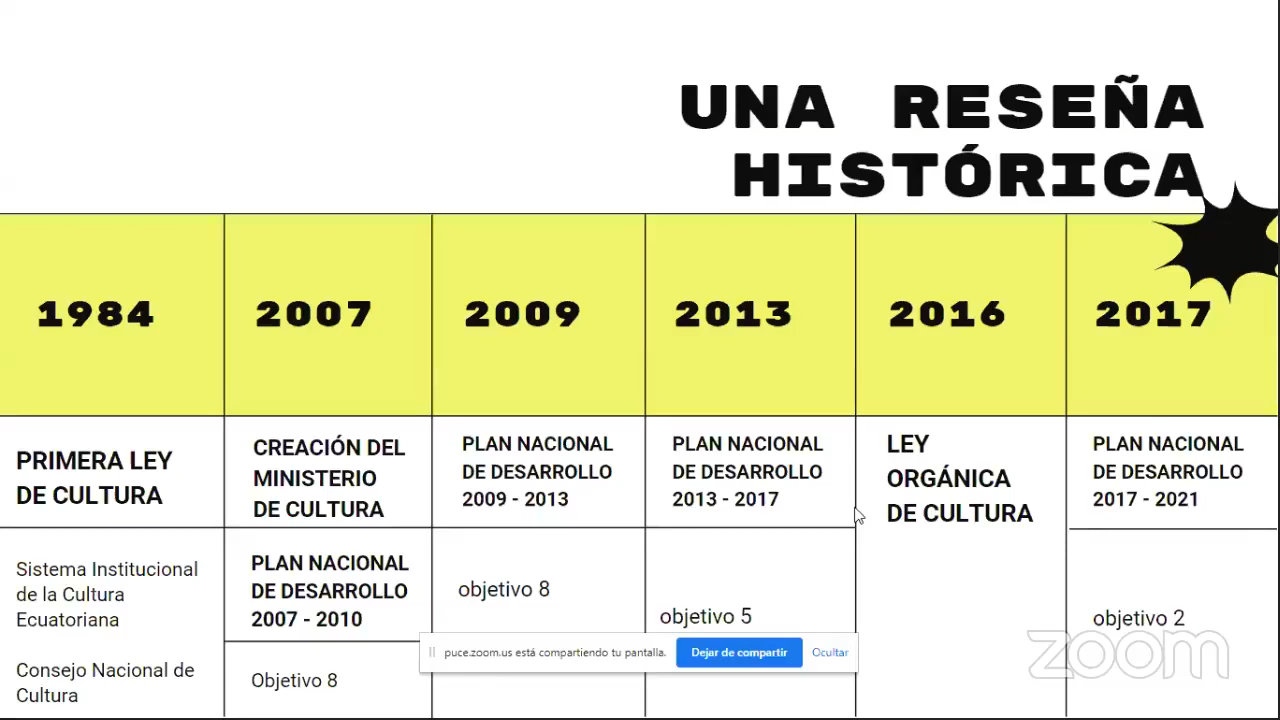 UNA RESEÑA
HISTÓRICA
1984
2007
2009
2013
2016
2017
PRIMERA LEY
DE CULTURA
CREACIÓN DEL
MINISTERIO
DE CULTURA
PLAN NACIONAL
DE DESARROLLO
2009 - 2013
PLAN NACIONAL
DE DESARROLLO
2013 - 2017
LEY
ORGÁNICA
DE CULTURA
PLAN NACIONAL
DE DESARROLLO
2017 - 2021
Sistema Institucional
de la Cultura
Ecuatoriana
Consejo Nacional de
Cultura
PLAN NACIONAL
DE DESARROLLO
2007 - 2010
Objetivo 8
objetivo 8
objetivo 5
objetivo 2
puce.zoom.us está compartiendo tu pantalla.
Dejar de compartir
Ocultar
zoom